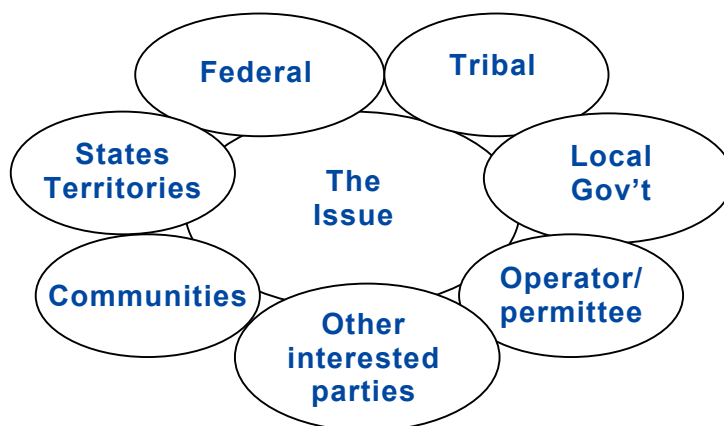 Federal
Tribal
States
Territories
The
Issue
Local
Gov’t
Communities
Operator/
permittee
Other
interested
parties